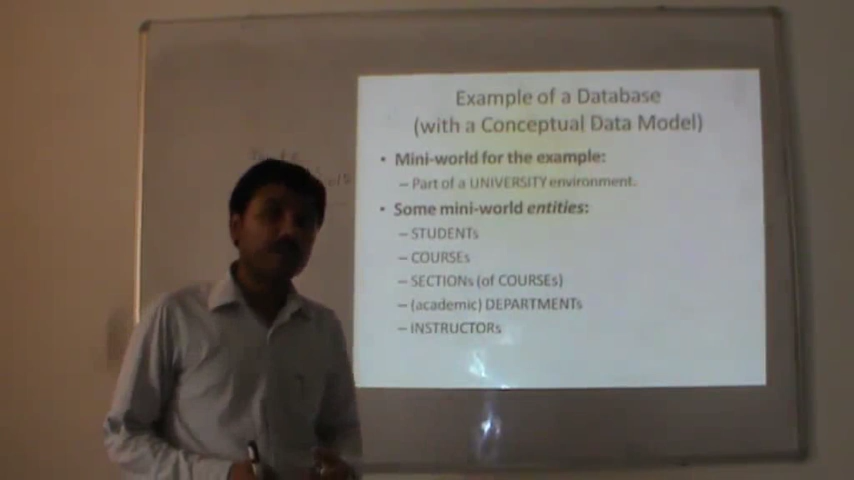 Example of a Database
(with a Conceptual Data Model)
• Mini-world for the example:
– Part of a UNIVERSITY environment.
• Some mini-world entities:
– STUDENTs
– COURSEs
– SECTIONs (of COURSEs)
– (academic) DEPARTMENTs
– INSTRUCTORs